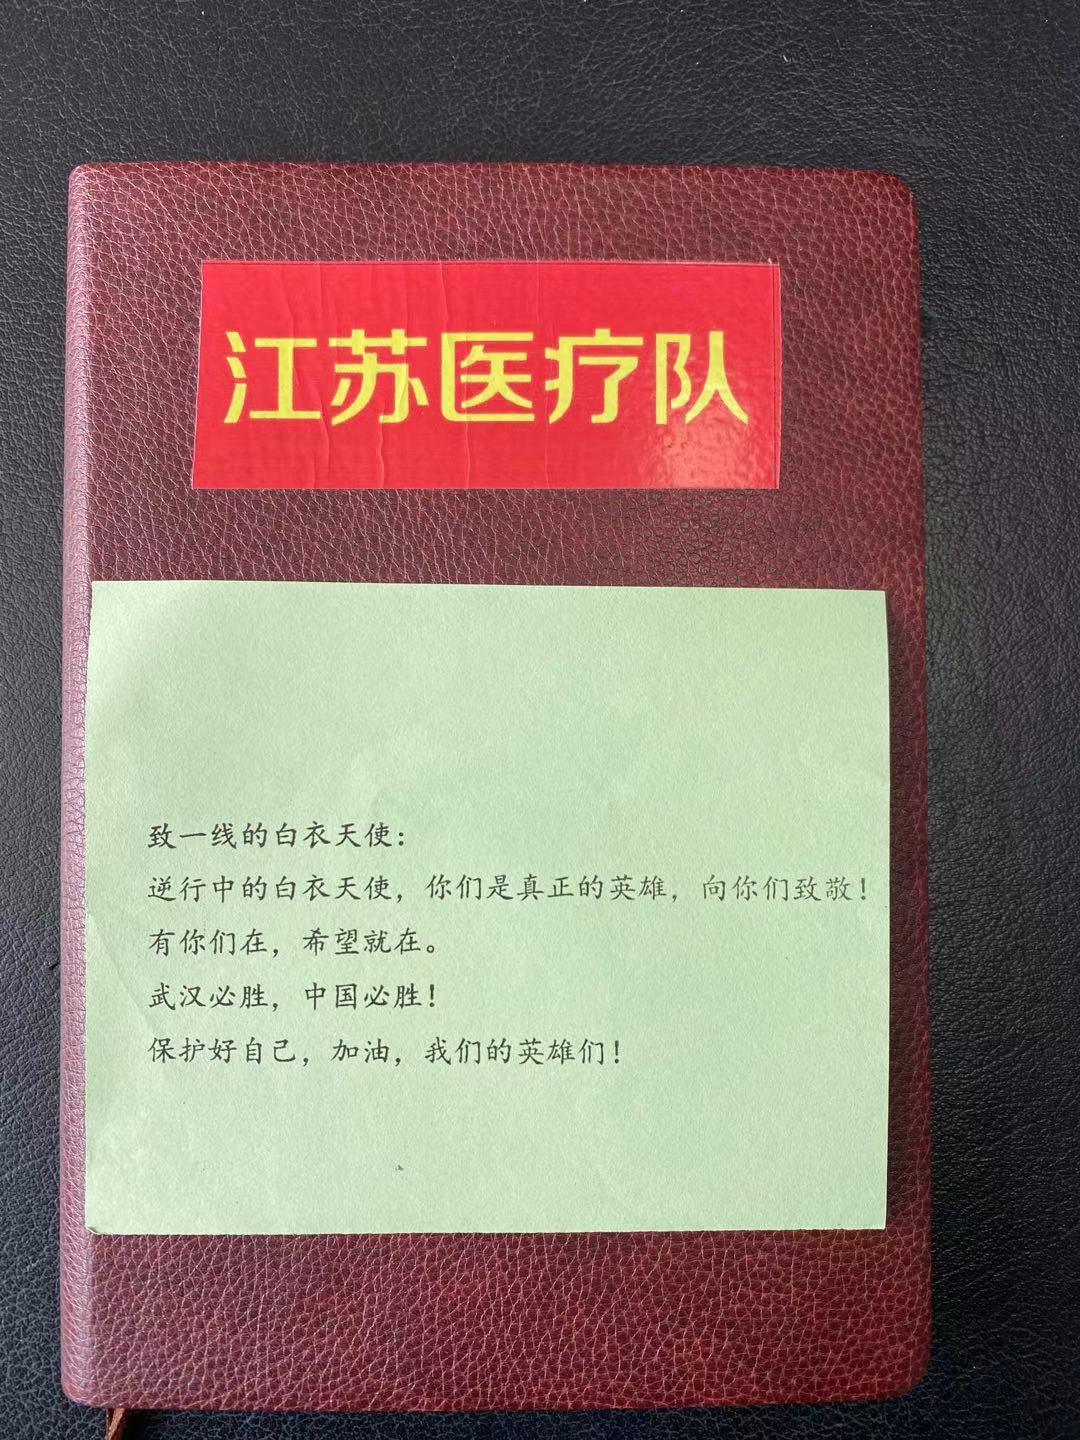 江苏医疗队
致一线的白衣天使：
逆行中的白衣天使，你们是真正的英雄，向你们致敬！
有你们在，希望就在。
武汉必胜，中国必胜！
保护好自己，加油，我们的英雄们！